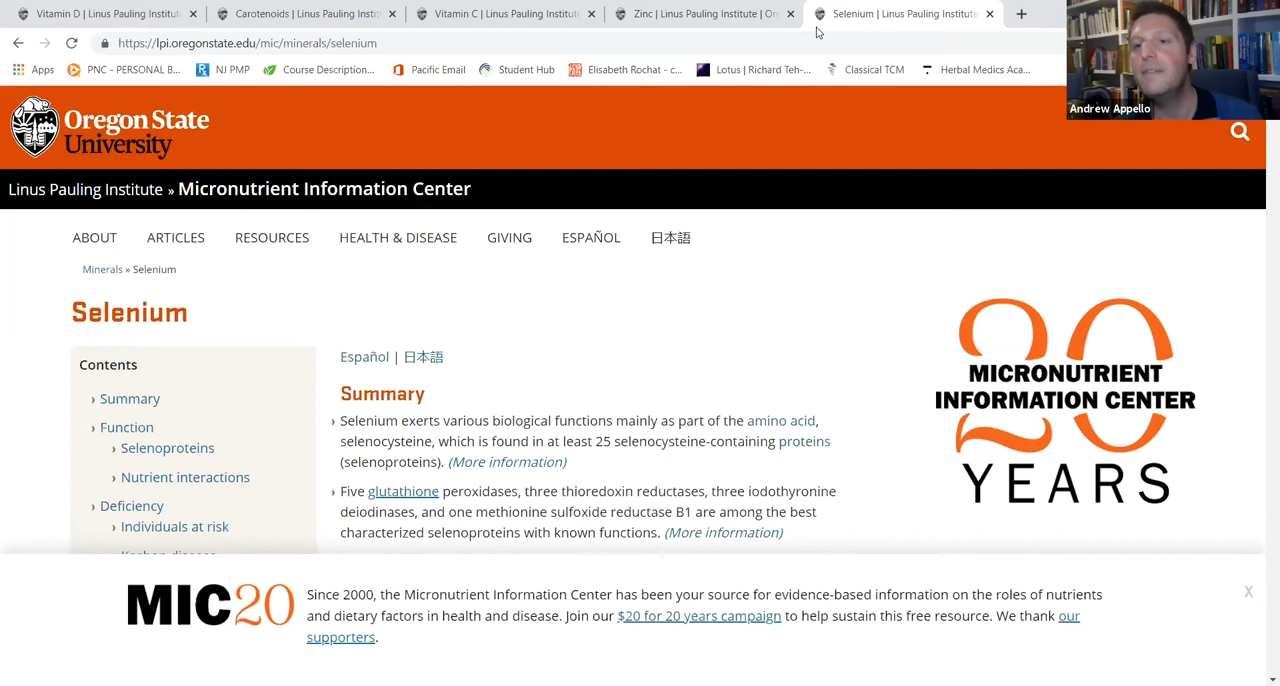 Vitamin D | Linus Pauling Institut
Carotenoids | Linus Pauling Instit
Vitamin C | Linus Pauling Institute
Zinc | Linus Pauling Institute | Ore
Selenium | Linus Pauling Institute
https://lpi.oregonstate.edu/mic/minerals/selenium
Apps
PNC - PERSONAL B...
NJ PMP
Course Description...
Pacific Email
Student Hub
Elisabeth Rochat - c...
Lotus | Richard Teh-...
Classical TCM
Herbal Medics Aca...
Andrew Appello
Oregon State
University
Linus Pauling Institute » Micronutrient Information Center
ABOUT ARTICLES RESOURCES HEALTH & DISEASE GIVING ESPAÑOL 日本語
Minerals » Selenium
Selenium
Contents
› Summary
› Function
› Selenoproteins
› Nutrient interactions
› Deficiency
› Individuals at risk
Español | 日本語
Summary
› Selenium exerts various biological functions mainly as part of the amino acid,
selenocysteine, which is found in at least 25 selenocysteine-containing proteins
(selenoproteins). (More information)
› Five glutathione peroxidases, three thioredoxin reductases, three iodothyronine
deiodinases, and one methionine sulfoxide reductase B1 are among the best
characterized selenoproteins with known functions. (More information)
20
MICRONUTRIENT
INFORMATION CENTER
YEARS
MIC20
Since 2000, the Micronutrient Information Center has been your source for evidence-based information on the roles of nutrients
and dietary factors in health and disease. Join our $20 for 20 years campaign to help sustain this free resource. We thank our
supporters.
X